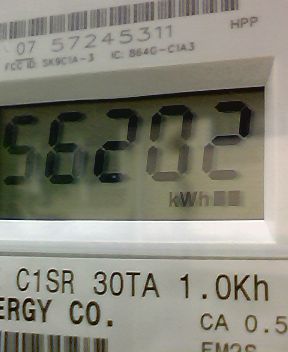 HPP
07 57245311
FCC ID: SK9C1A-3 IC: 864G-C1A3
56202
kWh
C1SR 30TA 1.0Kh
ERGY CO.
CA 0.5